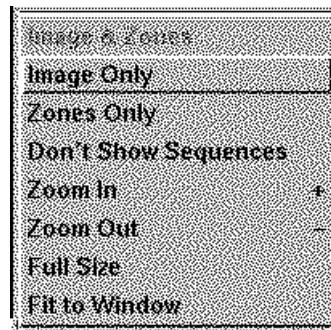 Image & Zones
Image Only
Zones Only
Don't Show Sequences
Zoom In +
Zoom Out -
Full Size
Fit to Window